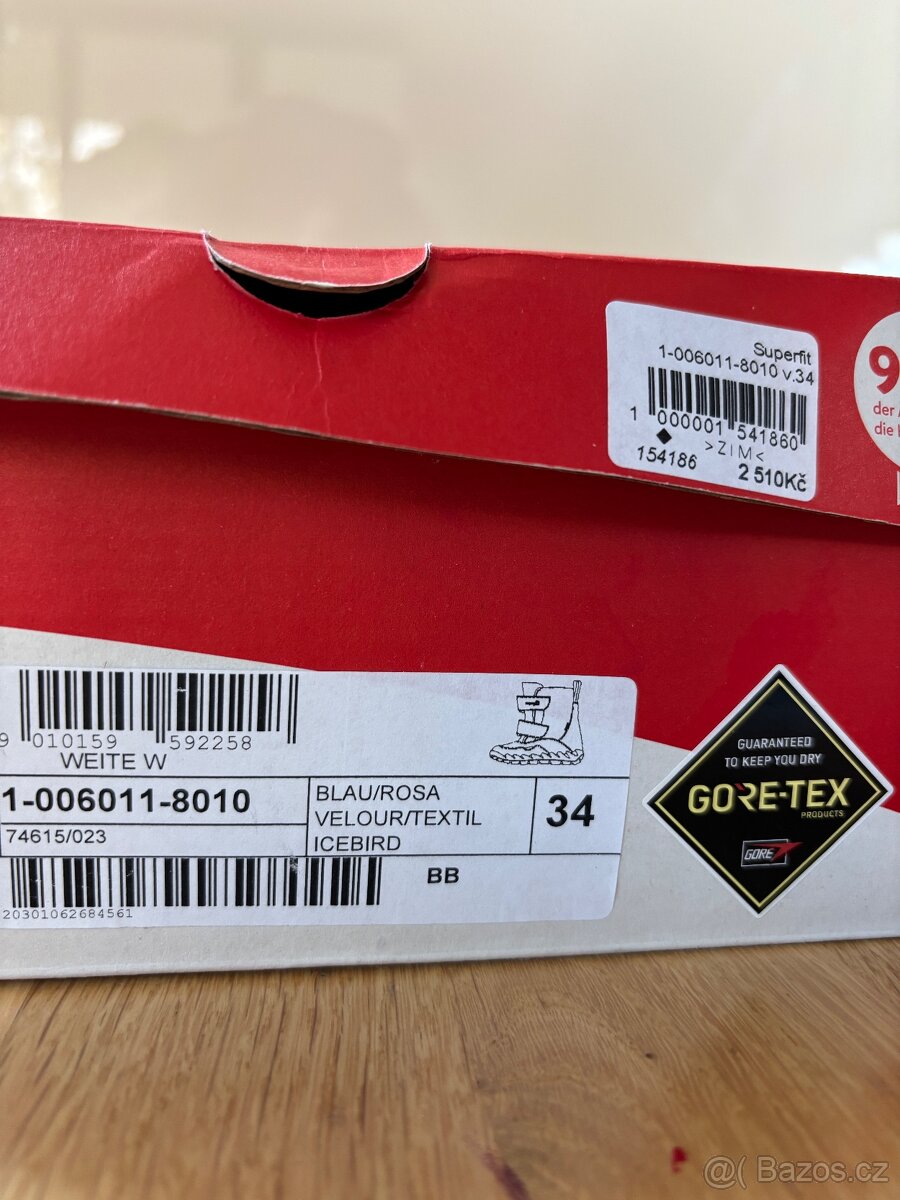 Superfit
1-006011-8010 v.34
1 000001 541860
>ZIM<
154186
2 510Kč
9
der
die
9 010159 592258
WEITE W
1-006011-8010
74615/023
BLAU/ROSA
VELOUR/TEXTIL
ICEBIRD
34
BB
20301062684561
GUARANTEED
TO KEEP YOU DRY
GORE-TEX
PRODUCTS
GORE
@( Bazos.cz